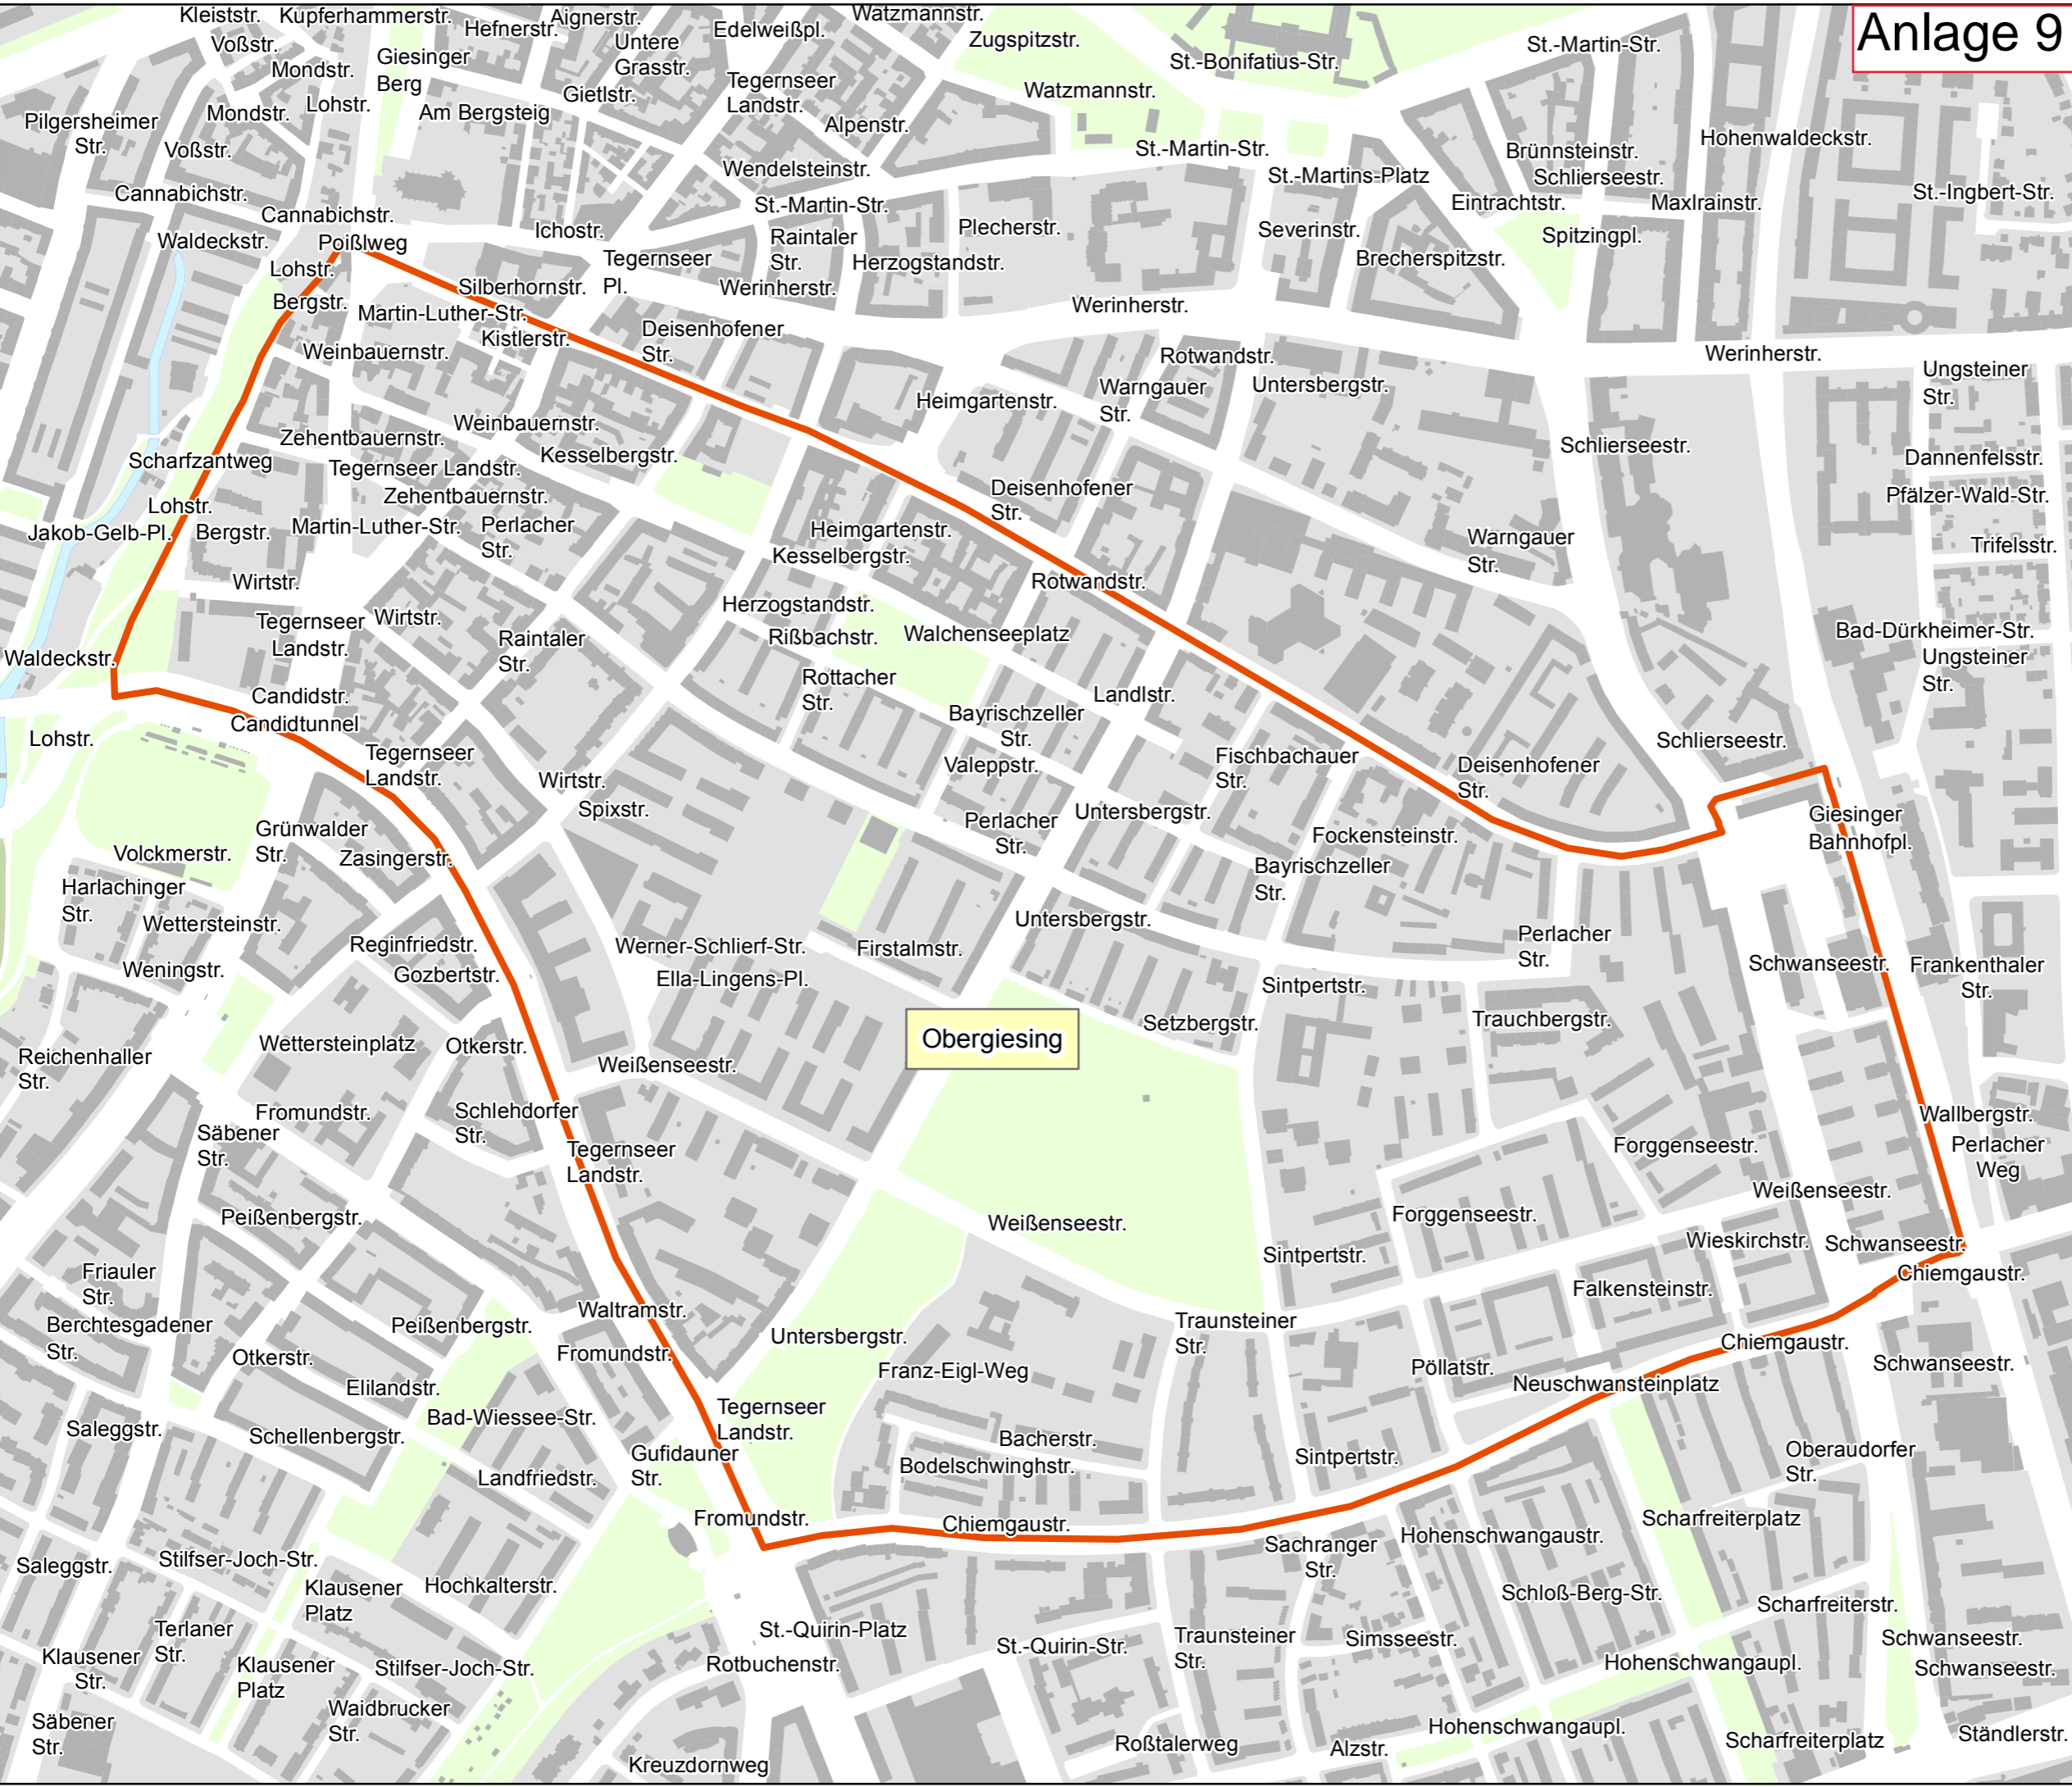 Anlage 9
Kleiststr.
Kupferhammerstr.
Aignerstr.
Watzmannstr.
Hefnerstr.
Edelweißpl.
Zugspitzstr.
St.-Martin-Str.
Voßstr.
Giesinger
Berg
Untere
Grasstr.
St.-Bonifatius-Str.
Mondstr.
Tegernseer
Landstr.
Watzmannstr.
Gietlstr.
Lohstr.
Mondstr.
Am Bergsteig
Pilgersheimer
Str.
Alpenstr.
Hohenwaldeckstr.
Voßstr.
St.-Martin-Str.
Brünnsteinstr.
Wendelsteinstr.
St.-Martins-Platz
Schlierseestr.
Cannabichstr.
St.-Ingbert-Str.
St.-Martin-Str.
Eintrachtstr.
Maxlrainstr.
Cannabichstr.
Ichostr.
Plecherstr.
Severinstr.
Spitzingpl.
Waldeckstr.
Poißlweg
Raintaler
Str.
Tegernseer
Pl.
Herzogstandstr.
Brecherspitzstr.
Lohstr.
Silberhornstr.
Werinherstr.
Bergstr.
Martin-Luther-Str.
Werinherstr.
Kistlerstr.
Deisenhofener
Str.
Weinbauernstr.
Rotwandstr.
Werinherstr.
Warngauer
Str.
Untersbergstr.
Ungsteiner
Str.
Heimgartenstr.
Weinbauernstr.
Zehentbauernstr.
Schlierseestr.
Kesselbergstr.
Dannenfelsstr.
Scharfzantweg
Tegernseer Landstr.
Zehentbauernstr.
Deisenhofener
Str.
Pfälzer-Wald-Str.
Lohstr.
Jakob-Gelb-Pl.
Bergstr.
Martin-Luther-Str.
Perlacher
Str.
Heimgartenstr.
Kesselbergstr.
Warngauer
Str.
Trifelsstr.
Wirtstr.
Rotwandstr.
Herzogstandstr.
Tegernseer
Landstr.
Wirtstr.
Raintaler
Str.
Rißbachstr.
Walchenseeplatz
Bad-Dürkheimer-Str.
Ungsteiner
Str.
Waldeckstr.
Rottacher
Str.
Landlstr.
Candidstr.
Candidtunnel
Bayrischzeller
Str.
Lohstr.
Schlierseestr.
Tegernseer
Landstr.
Valeppstr.
Fischbachauer
Str.
Deisenhofener
Str.
Wirtstr.
Spixstr.
Untersbergstr.
Giesinger
Bahnhofpl.
Perlacher
Str.
Grünwalder
Str.
Fockensteinstr.
Volckmerstr.
Zasingerstr.
Bayrischzeller
Str.
Harlachinger
Str.
Wettersteinstr.
Untersbergstr.
Reginfriedstr.
Werner-Schlierf-Str.
Firstalmstr.
Perlacher
Str.
Schwanseestr.
Frankenthaler
Str.
Weningstr.
Gozbertstr.
Ella-Lingens-Pl.
Sintpertstr.
Setzbergstr.
Trauchbergstr.
Obergiesing
Wettersteinplatz
Otkerstr.
Reichenhaller
Str.
Weißenseestr.
Fromundstr.
Schlehdorfer
Str.
Wallbergstr.
Säbener
Str.
Tegernseer
Landstr.
Forggenseestr.
Perlacher
Weg
Weißenseestr.
Peißenbergstr.
Weißenseestr.
Forggenseestr.
Wieskirchstr.
Schwanseestr.
Sintpertstr.
Friauler
Str.
Chiemgaustr.
Falkensteinstr.
Waltramstr.
Berchtesgadener
Str.
Peißenbergstr.
Untersbergstr.
Traunsteiner
Str.
Chiemgaustr.
Otkerstr.
Fromundstr.
Franz-Eigl-Weg
Pöllatstr.
Schwanseestr.
Elilandstr.
Neuschwansteinplatz
Tegernseer
Landstr.
Bad-Wiessee-Str.
Saleggstr.
Schellenbergstr.
Bacherstr.
Gufidauner
Str.
Bodelschwinghstr.
Sintpertstr.
Oberaudorfer
Str.
Landfriedstr.
Fromundstr.
Chiemgaustr.
Scharfreiterplatz
Sachranger
Str.
Hohenschwangaustr.
Saleggstr.
Stilfser-Joch-Str.
Klausener
Platz
Hochkalterstr.
Schloß-Berg-Str.
Scharfreiterstr.
Terlaner
Str.
St.-Quirin-Platz
St.-Quirin-Str.
Traunsteiner
Str.
Simsseestr.
Schwanseestr.
Klausener
Str.
Klausener
Platz
Stilfser-Joch-Str.
Rotbuchenstr.
Hohenschwangaupl.
Schwanseestr.
Waidbrucker
Str.
Säbener
Str.
Hohenschwangaupl.
Scharfreiterplatz
Ständlerstr.
Roßtalerweg
Alzstr.
Kreuzdornweg